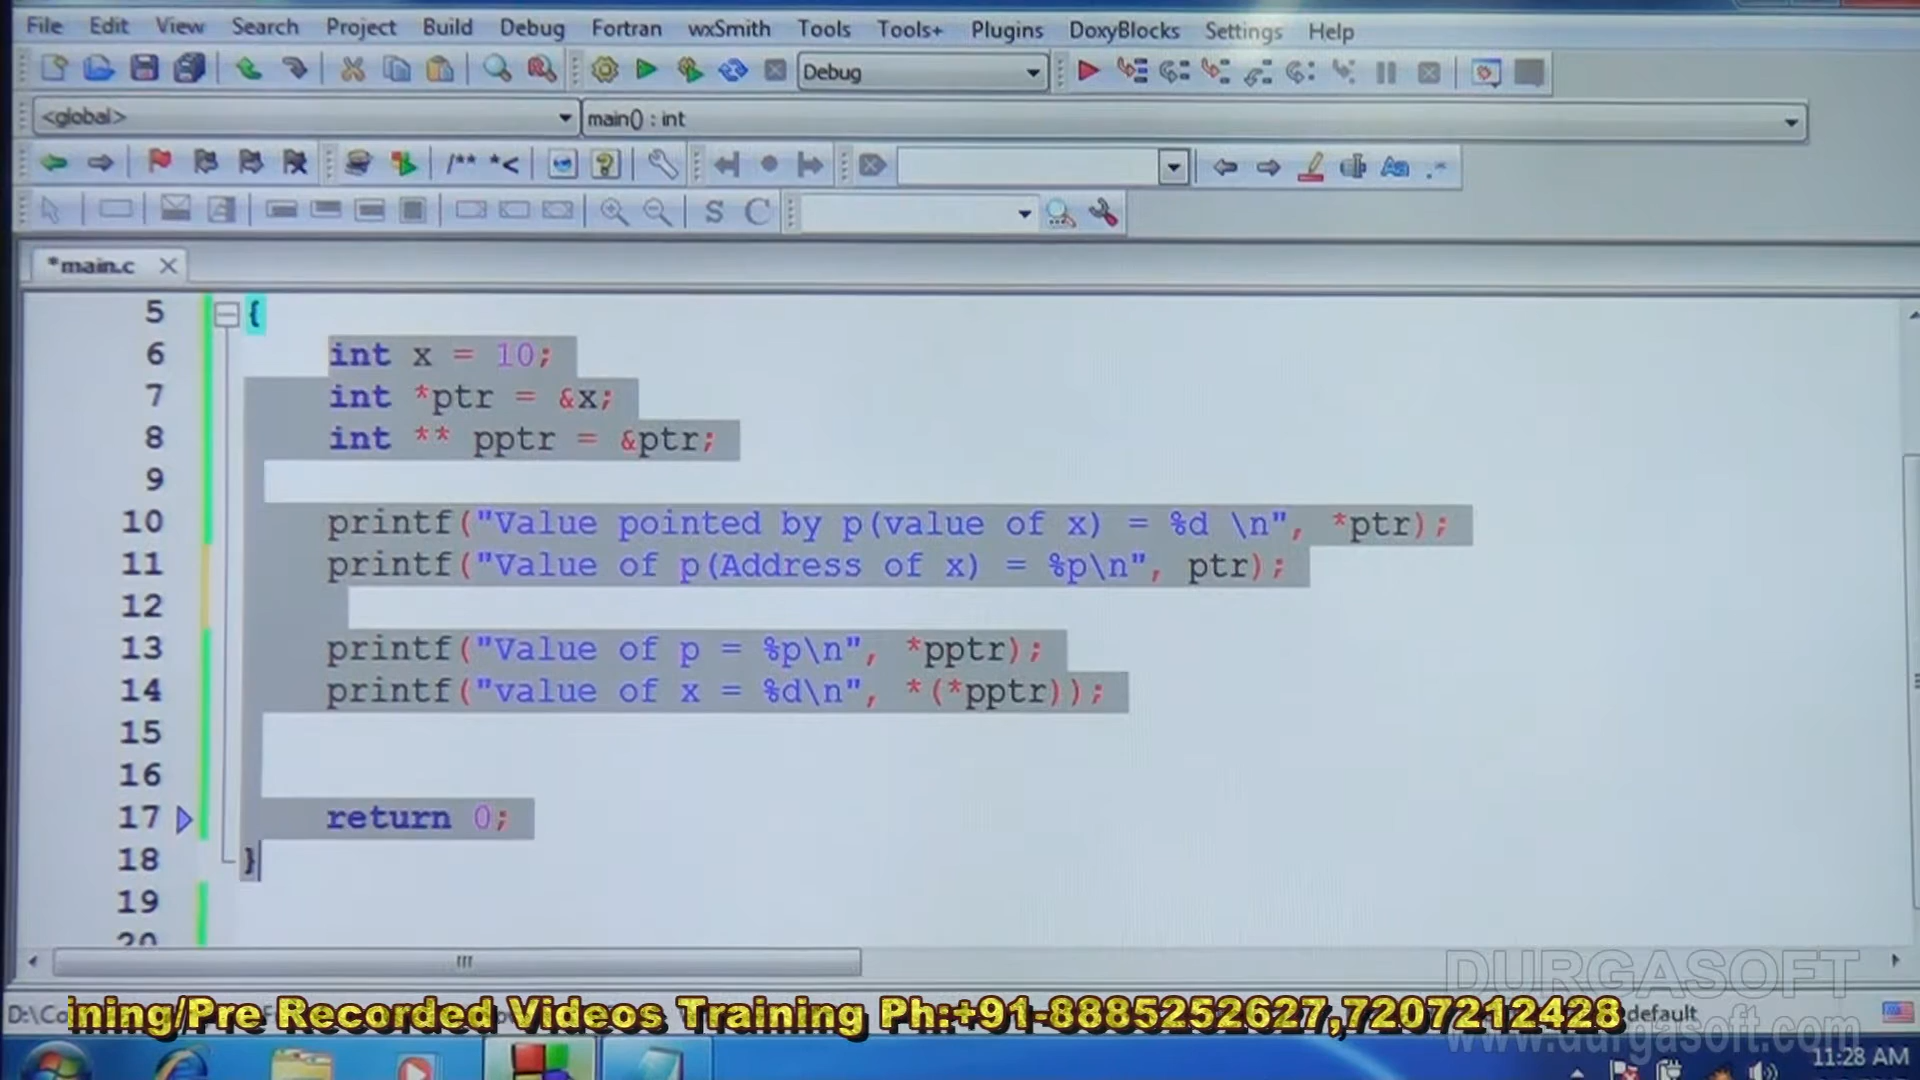 File Edit View Search Project Build Debug Fortran wxSmith Tools Tools+ Plugins DoxyBlocks Settings Help
Debug
<global> main() : int
/** *<
S C
*main.c
5 {
6 int x = 10;
7 int *ptr = &x;
8 int ** pptr = &ptr;
9
10 printf("Value pointed by p(value of x) = %d \n", *ptr);
11 printf("Value of p(Address of x) = %p\n", ptr);
12
13 printf("Value of p = %p\n", *pptr);
14 printf("value of x = %d\n", *(*pptr));
15
16
17 return 0;
18 }
19
20
DURGASOFT
D:\Co
ining/Pre Recorded Videos Training Ph:+91-8885252627,7207212428
default
www.durgasoft.com
11:28 AM